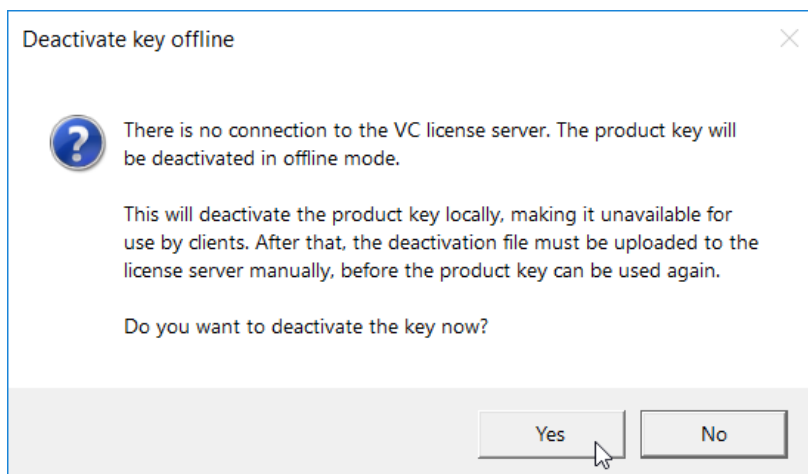 Deactivate key offline
There is no connection to the VC license server. The product key will
be deactivated in offline mode.
This will deactivate the product key locally, making it unavailable for
use by clients. After that, the deactivation file must be uploaded to the
license server manually, before the product key can be used again.
Do you want to deactivate the key now?
Yes
No